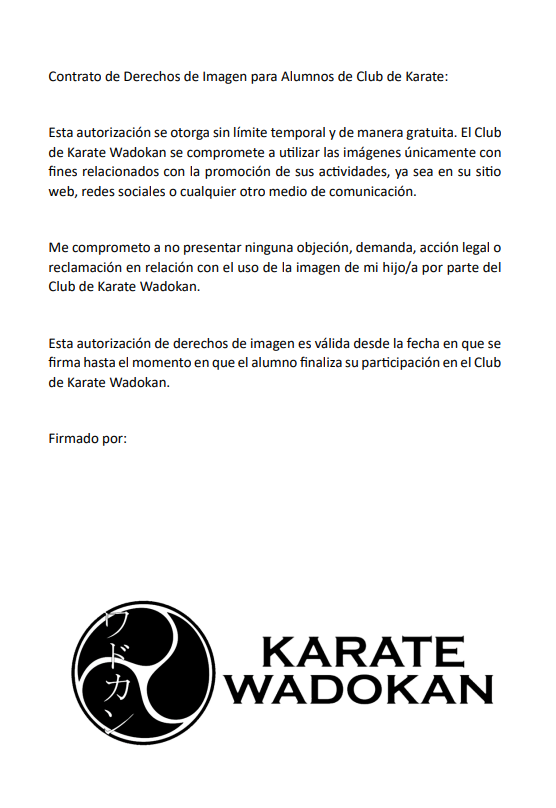 Contrato de Derechos de Imagen para Alumnos de Club de Karate:
Esta autorización se otorga sin límite temporal y de manera gratuita. El Club
de Karate Wadokan se compromete a utilizar las imágenes únicamente con
fines relacionados con la promoción de sus actividades, ya sea en su sitio
web, redes sociales o cualquier otro medio de comunicación.
Me comprometo a no presentar ninguna objeción, demanda, acción legal o
reclamación en relación con el uso de la imagen de mi hijo/a por parte del
Club de Karate Wadokan.
Esta autorización de derechos de imagen es válida desde la fecha en que se
firma hasta el momento en que el alumno finaliza su participación en el Club
de Karate Wadokan.
Firmado por:
ワドカン
KARATE
WADOKAN